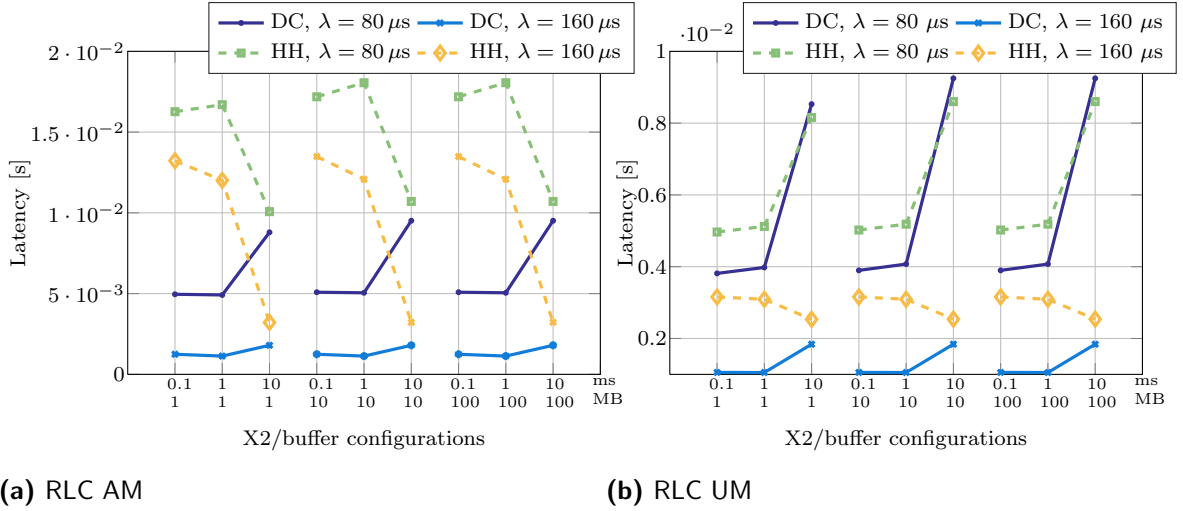 DC, λ = 80 μs DC, λ = 160 μs
HH, λ = 80 μs HH, λ = 160 μs
2 · 10⁻²
1.5 · 10⁻²
1 · 10⁻²
5 · 10⁻³
0
Latency [s]
0.1 1 10 0.1 1 10 0.1 1 10 ms
1 1 1 10 10 10 100 100 100 MB
X2/buffer configurations
(a) RLC AM
DC, λ = 80 μs DC, λ = 160 μs
HH, λ = 80 μs HH, λ = 160 μs
1 ·10⁻²
0.8
0.6
0.4
0.2
Latency [s]
0.1 1 10 0.1 1 10 0.1 1 10 ms
1 1 1 10 10 10 100 100 100 MB
X2/buffer configurations
(b) RLC UM